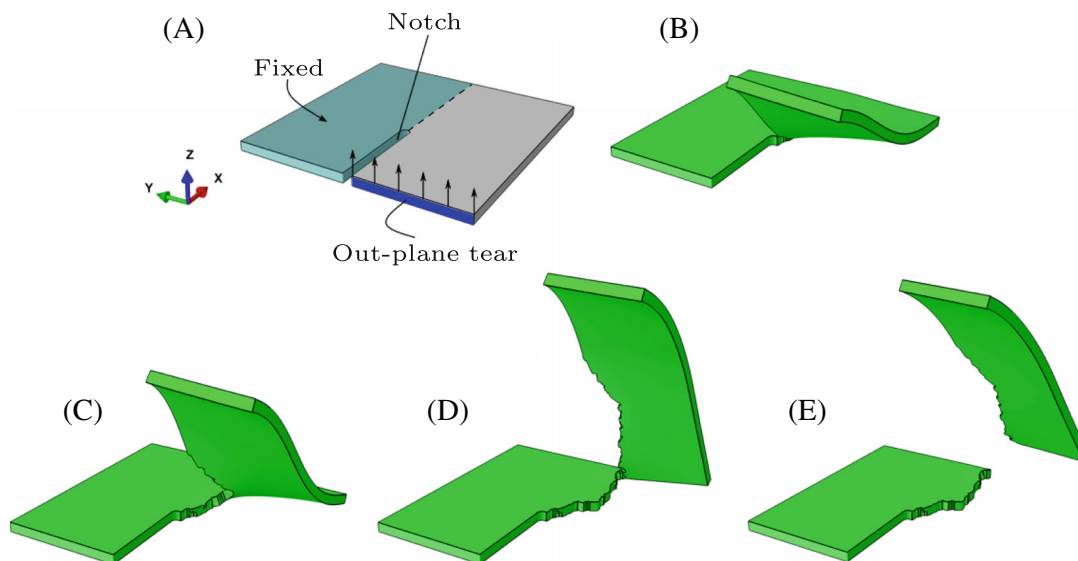 (A)
Notch
(B)
Fixed
Z
Y
X
Out-plane tear
(C)
(D)
(E)